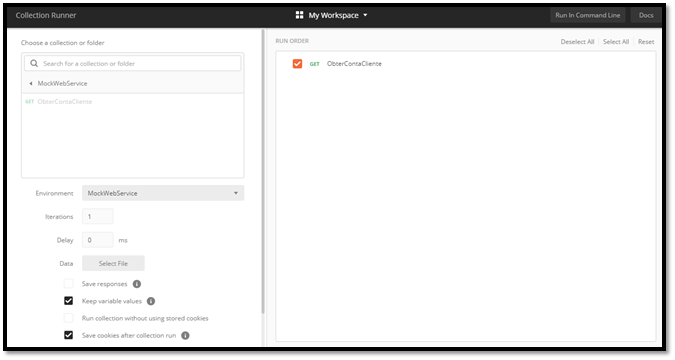 Collection Runner
My Workspace
Run In Command Line
Docs
Choose a collection or folder
Search for a collection or folder
MockWebService
GET ObterContaCliente
Environment MockWebService
Iterations 1
Delay 0 ms
Data Select File
Save responses
Keep variable values
Run collection without using stored cookies
Save cookies after collection run
RUN ORDER
Deselect All
Select All
Reset
GET ObterContaCliente